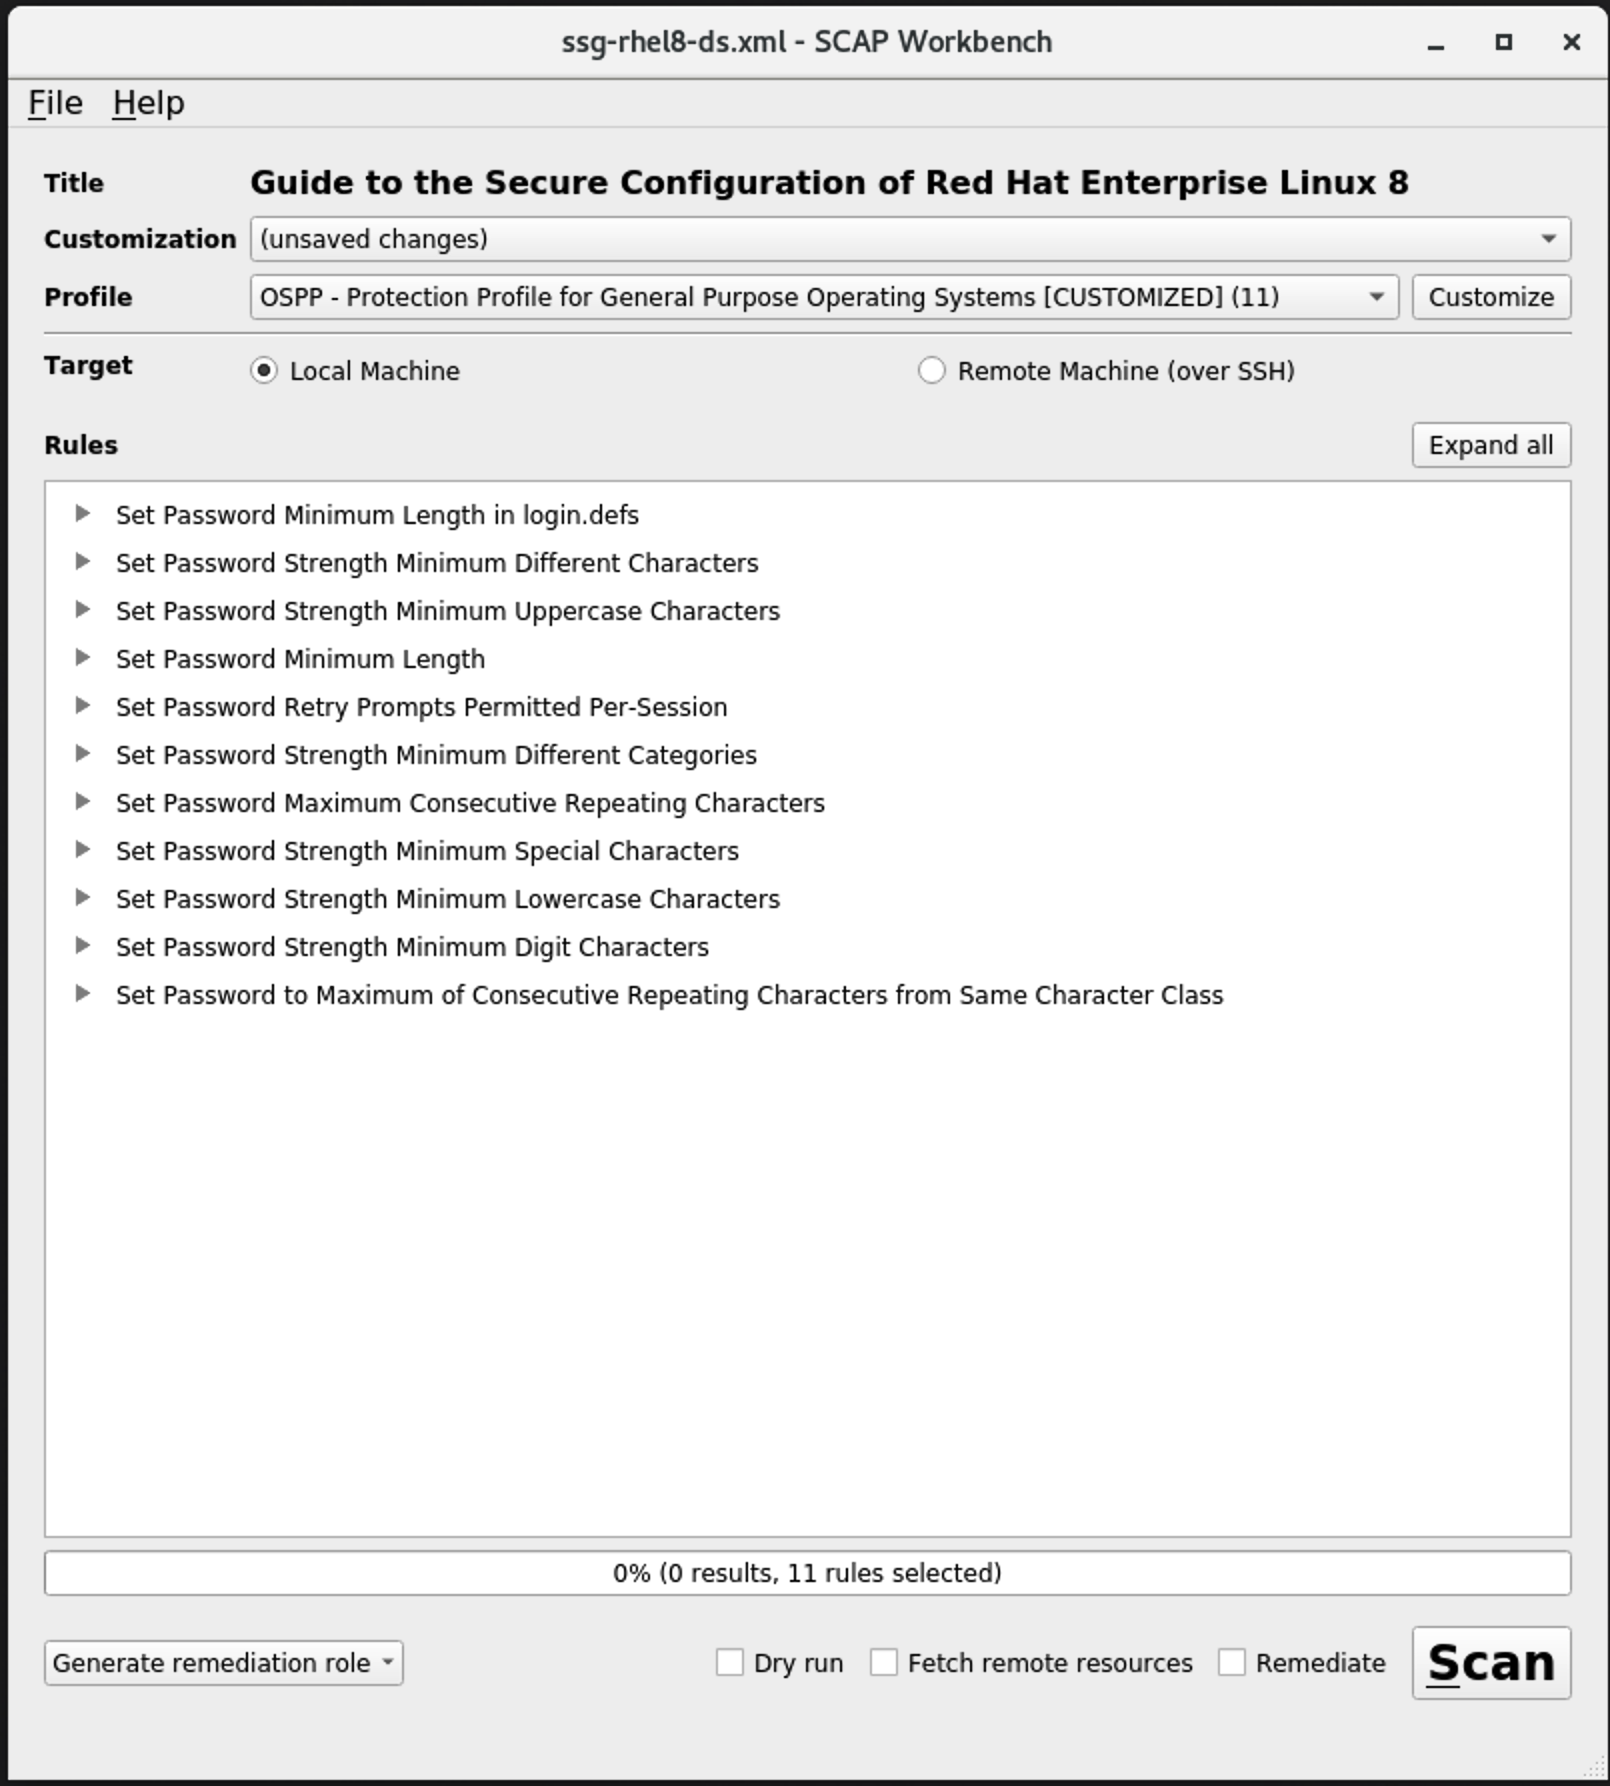 ssg-rhel8-ds.xml - SCAP Workbench
File Help
Title Guide to the Secure Configuration of Red Hat Enterprise Linux 8
Customization (unsaved changes)
Profile OSPP - Protection Profile for General Purpose Operating Systems [CUSTOMIZED] (11) Customize
Target Local Machine Remote Machine (over SSH)
Rules Expand all
Set Password Minimum Length in login.defs
Set Password Strength Minimum Different Characters
Set Password Strength Minimum Uppercase Characters
Set Password Minimum Length
Set Password Retry Prompts Permitted Per-Session
Set Password Strength Minimum Different Categories
Set Password Maximum Consecutive Repeating Characters
Set Password Strength Minimum Special Characters
Set Password Strength Minimum Lowercase Characters
Set Password Strength Minimum Digit Characters
Set Password to Maximum of Consecutive Repeating Characters from Same Character Class
0% (0 results, 11 rules selected)
Generate remediation role Dry run Fetch remote resources Remediate Scan